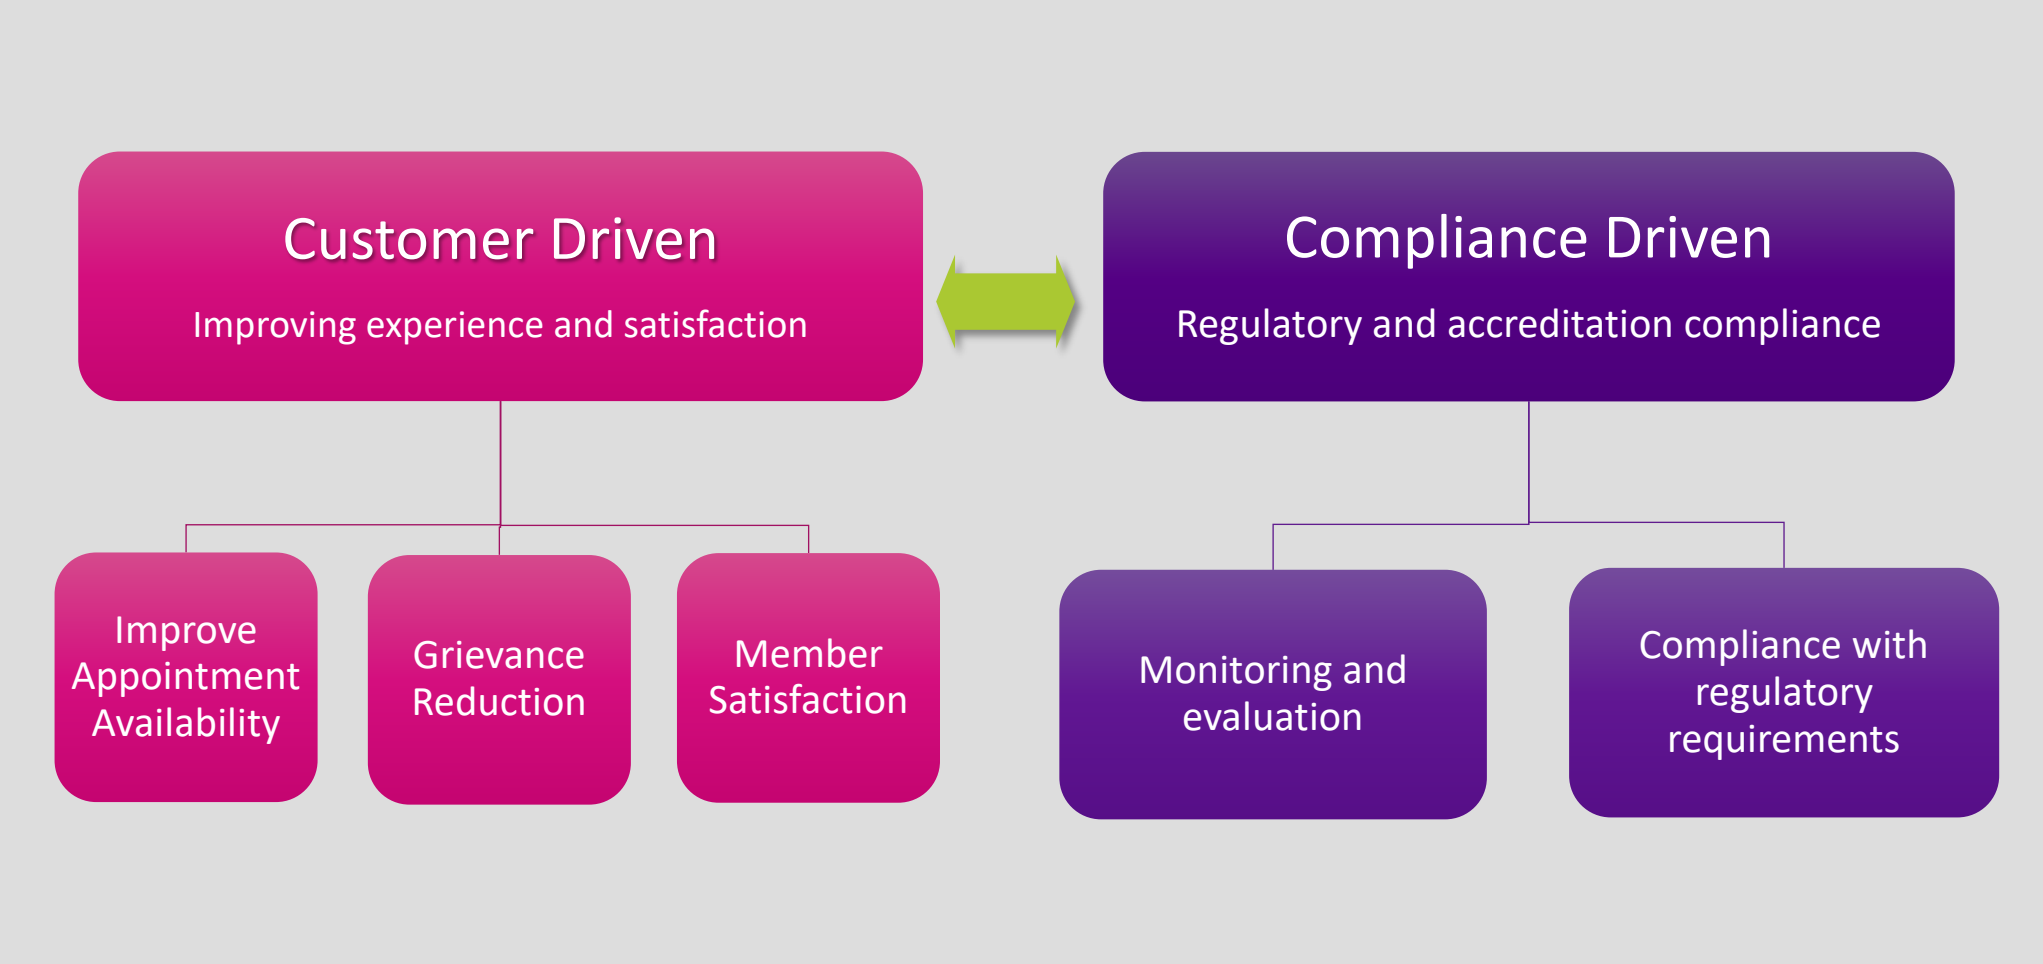 Customer Driven
Improving experience and satisfaction
Compliance Driven
Regulatory and accreditation compliance
Improve
Appointment
Availability
Grievance
Reduction
Member
Satisfaction
Monitoring and
evaluation
Compliance with
regulatory
requirements